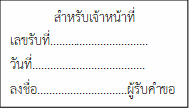 สำหรับเจ้าหน้าที่
เลขรับที่..................................
วันที่.......................................
ลงชื่อ...............................ผู้รับคำขอ